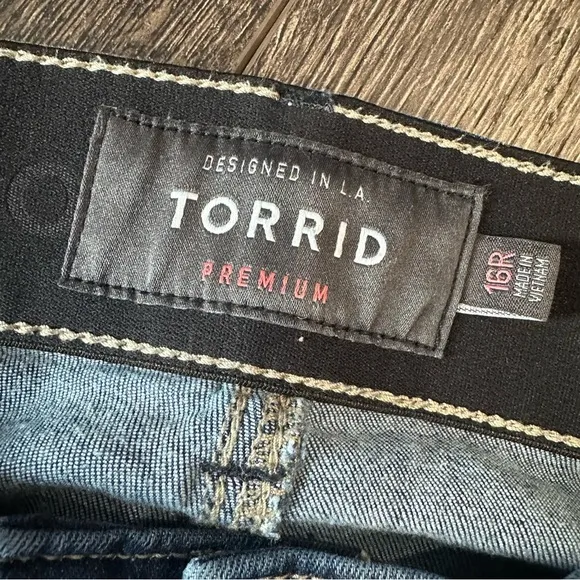 DESIGNED IN L.A.
TORRID
PREMIUM
16R
MADE IN
VIETNAM